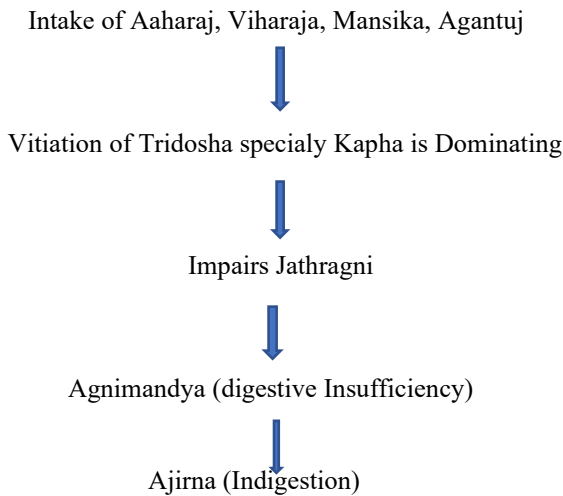 Intake of Aaharaj, Viharaja, Mansika, Agantuj
Vitiation of Tridosha specialy Kapha is Dominating
Impairs Jathragni
Agnimandya (digestive Insufficiency)
Ajirna (Indigestion)